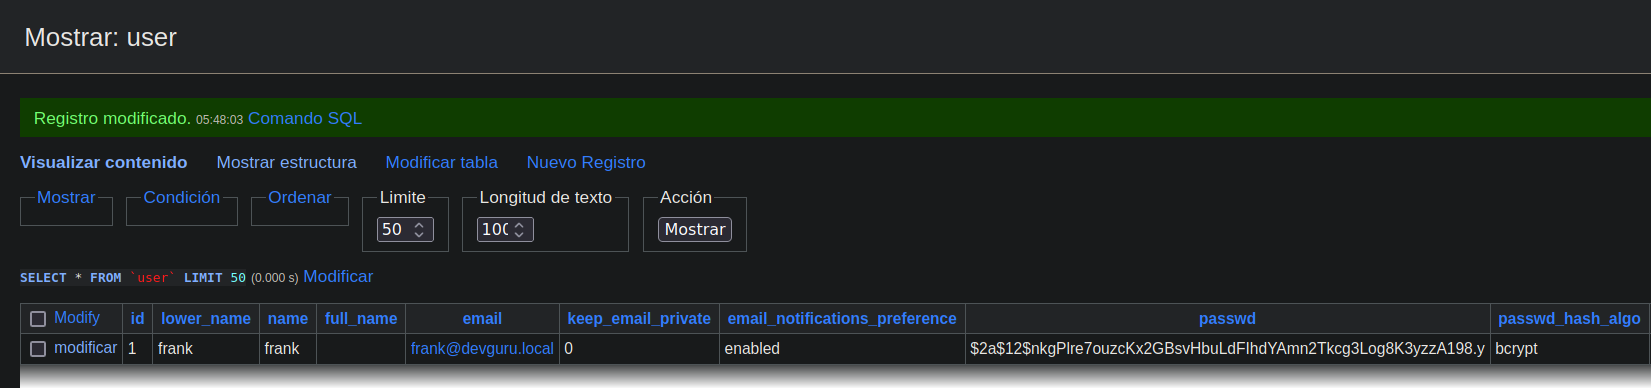 Mostrar: user
Registro modificado. 05:48:03 Comando SQL
Visualizar contenido Mostrar estructura Modificar tabla Nuevo Registro
Mostrar Condición Ordenar Limite Longitud de texto Acción
50 100 Mostrar
SELECT * FROM `user` LIMIT 50 (0.000 s) Modificar
Modify id lower_name name full_name email keep_email_private email_notifications_preference passwd passwd_hash_algo
modificar 1 frank frank frank@devguru.local 0 enabled $2a$12$nkgPlre7ouzcKx2GBsvHbuLdFIhdYAmn2Tkcg3Log8K3yzzA198.y bcrypt